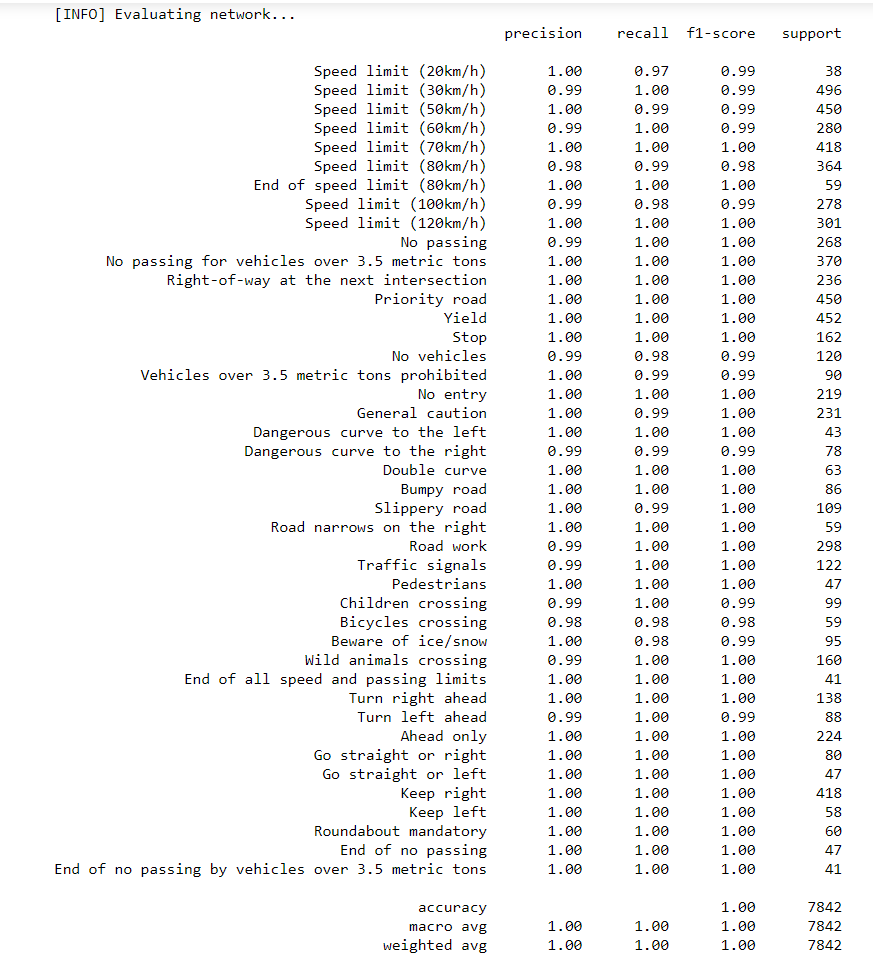 [INFO] Evaluating network...
precision recall f1-score support
Speed limit (20km/h) 1.00 0.97 0.99 38
Speed limit (30km/h) 0.99 1.00 0.99 496
Speed limit (50km/h) 1.00 0.99 0.99 450
Speed limit (60km/h) 0.99 1.00 0.99 280
Speed limit (70km/h) 1.00 1.00 1.00 418
Speed limit (80km/h) 0.98 0.99 0.98 364
End of speed limit (80km/h) 1.00 1.00 1.00 59
Speed limit (100km/h) 0.99 0.98 0.99 278
Speed limit (120km/h) 1.00 1.00 1.00 301
No passing 0.99 1.00 1.00 268
No passing for vehicles over 3.5 metric tons 1.00 1.00 1.00 370
Right-of-way at the next intersection 1.00 1.00 1.00 236
Priority road 1.00 1.00 1.00 450
Yield 1.00 1.00 1.00 452
Stop 1.00 1.00 1.00 162
No vehicles 0.99 0.98 0.99 120
Vehicles over 3.5 metric tons prohibited 1.00 0.99 0.99 90
No entry 1.00 1.00 1.00 219
General caution 1.00 0.99 1.00 231
Dangerous curve to the left 1.00 1.00 1.00 43
Dangerous curve to the right 0.99 0.99 0.99 78
Double curve 1.00 1.00 1.00 63
Bumpy road 1.00 1.00 1.00 86
Slippery road 1.00 0.99 1.00 109
Road narrows on the right 1.00 1.00 1.00 59
Road work 0.99 1.00 1.00 298
Traffic signals 0.99 1.00 1.00 122
Pedestrians 1.00 1.00 1.00 47
Children crossing 0.99 1.00 0.99 99
Bicycles crossing 0.98 0.98 0.98 59
Beware of ice/snow 1.00 0.98 0.99 95
Wild animals crossing 0.99 1.00 1.00 160
End of all speed and passing limits 1.00 1.00 1.00 41
Turn right ahead 1.00 1.00 1.00 138
Turn left ahead 0.99 1.00 0.99 88
Ahead only 1.00 1.00 1.00 224
Go straight or right 1.00 1.00 1.00 80
Go straight or left 1.00 1.00 1.00 47
Keep right 1.00 1.00 1.00 418
Keep left 1.00 1.00 1.00 58
Roundabout mandatory 1.00 1.00 1.00 60
End of no passing 1.00 1.00 1.00 47
End of no passing by vehicles over 3.5 metric tons 1.00 1.00 1.00 41
accuracy 1.00 7842
macro avg 1.00 1.00 1.00 7842
weighted avg 1.00 1.00 1.00 7842